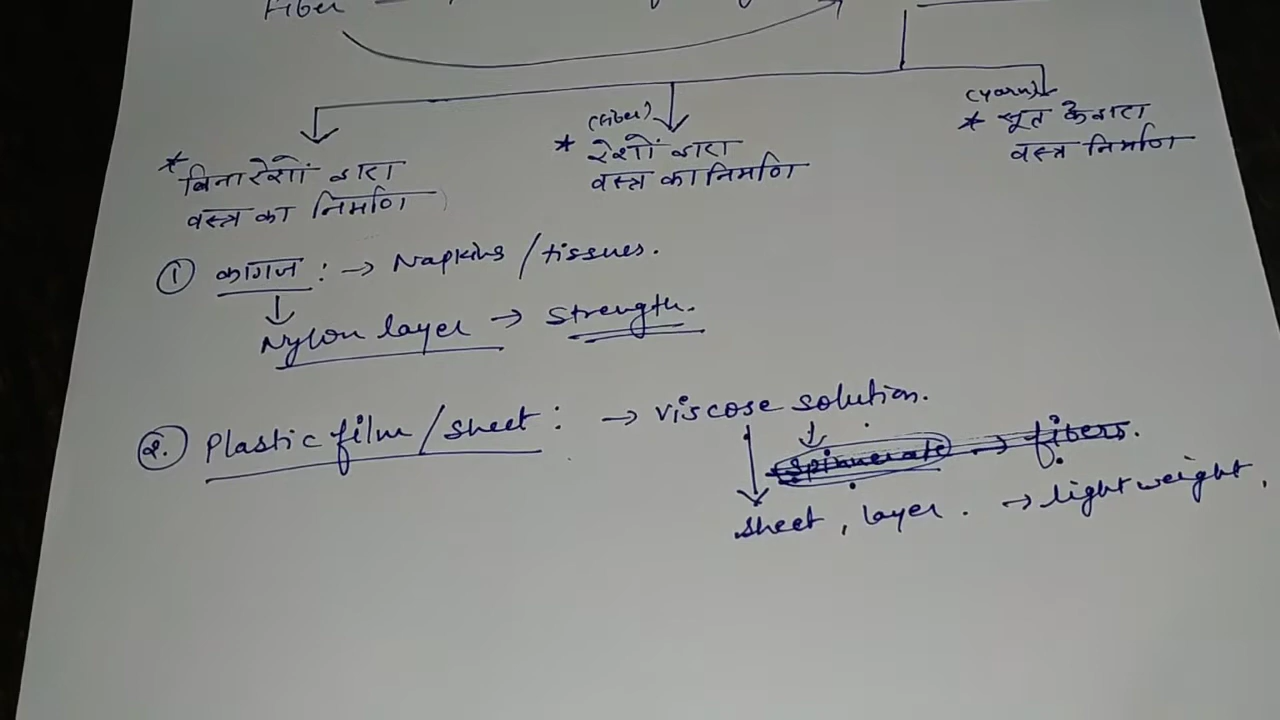 Fiber
(Yarn)
* सूत के द्वारा
वस्त्र निर्माण
(Fiber)
* रेशों द्वारा
वस्त्र का निर्माण
* बिना रेशों द्वारा
वस्त्र का निर्माण
① कागज :→ Napkins / tissues.
Nylon layer → strength.
②. Plastic film / sheet : → viscose solution.
→ fibers.
sheet, layer. → light weight,